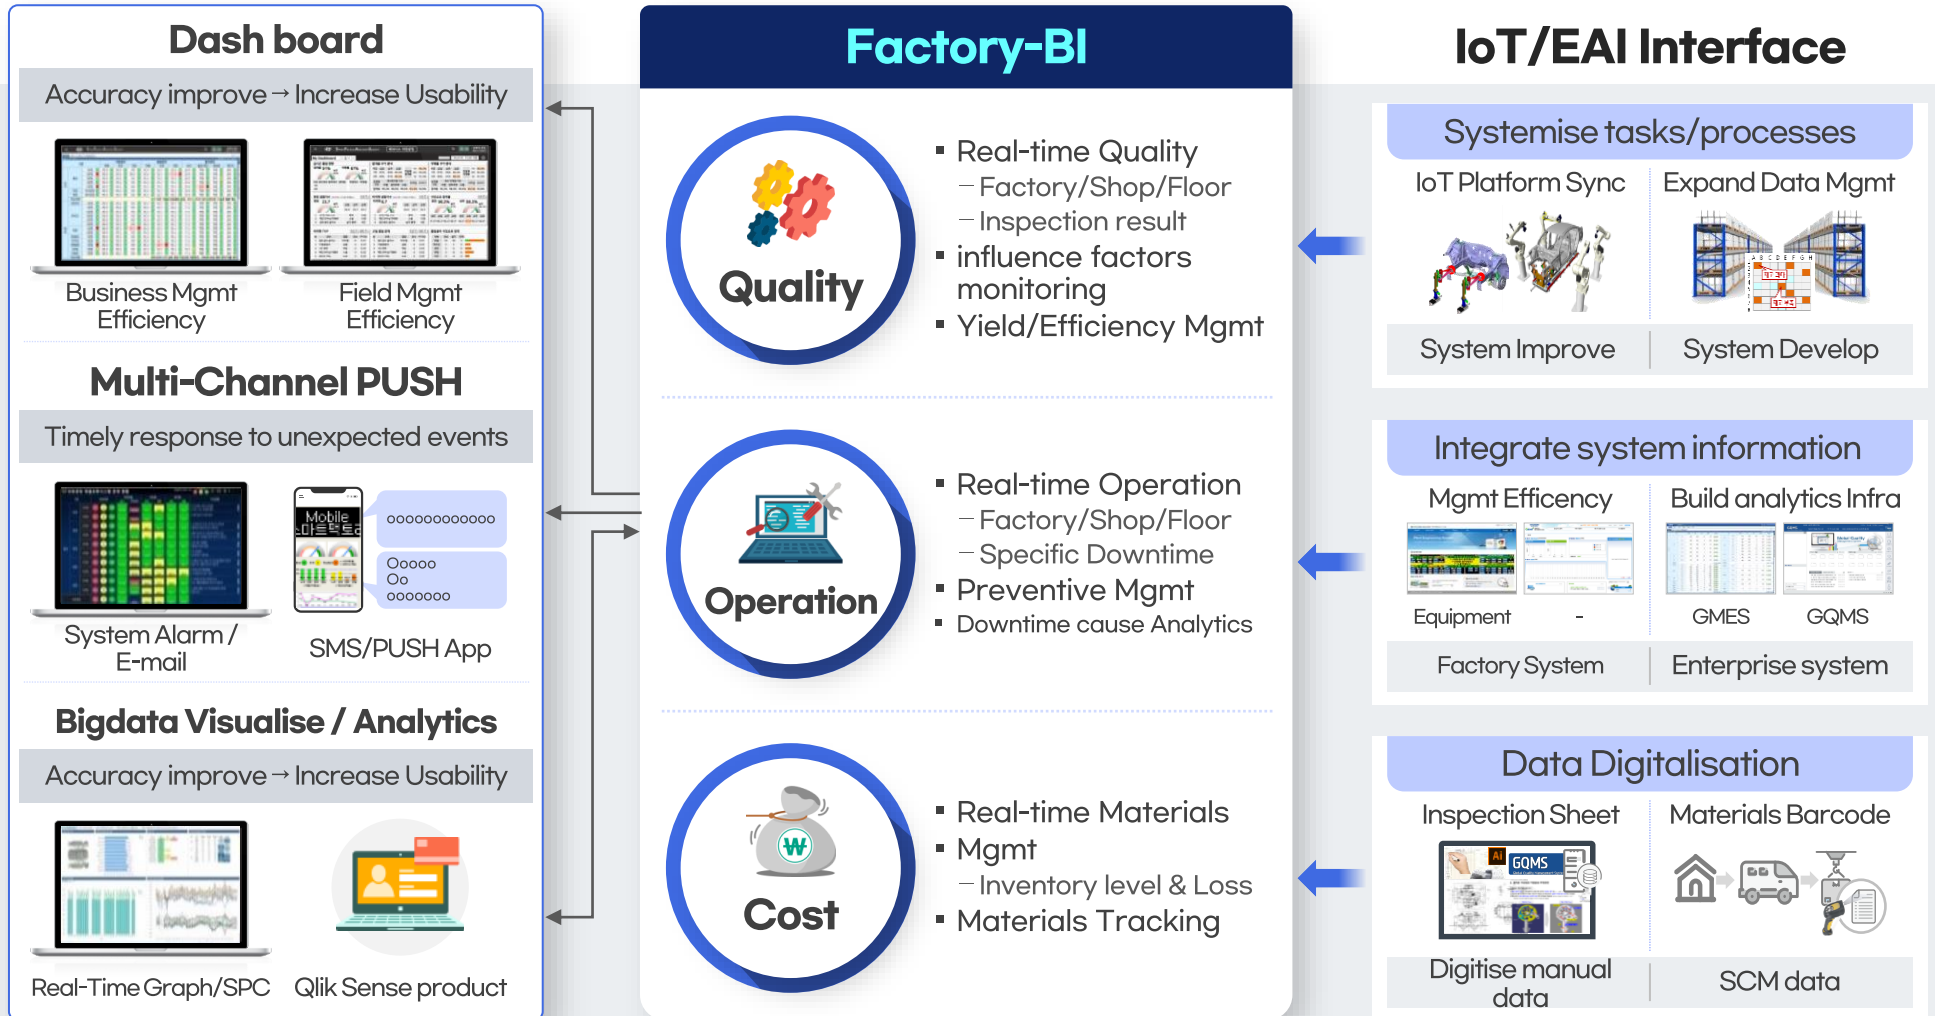 Dash board
Accuracy improve → Increase Usability
Business Mgmt
Efficiency
Field Mgmt
Efficiency
Multi-Channel PUSH
Timely response to unexpected events
Mobile
ooooooooooooo
Ooooo
Oo
ooooooo
System Alarm /
E-mail
SMS/PUSH App
Bigdata Visualise / Analytics
Accuracy improve → Increase Usability
Real-Time Graph/SPC
Qlik Sense product
Factory-BI
Quality
▪ Real-time Quality
– Factory/Shop/Floor
– Inspection result
▪ influence factors
monitoring
▪ Yield/Efficiency Mgmt
Operation
▪ Real-time Operation
– Factory/Shop/Floor
– Specific Downtime
▪ Preventive Mgmt
▪ Downtime cause Analytics
₩
Cost
▪ Real-time Materials
▪ Mgmt
– Inventory level & Loss
▪ Materials Tracking
IoT/EAI Interface
Systemise tasks/processes
IoT Platform Sync
Expand Data Mgmt
A B C D E F G H
System Improve
System Develop
Integrate system information
Mgmt Efficency
Build analytics Infra
Equipment
-
GMES
GQMS
Factory System
Enterprise system
Data Digitalisation
Inspection Sheet
Materials Barcode
Ai
GQMS
Digitise manual
data
SCM data